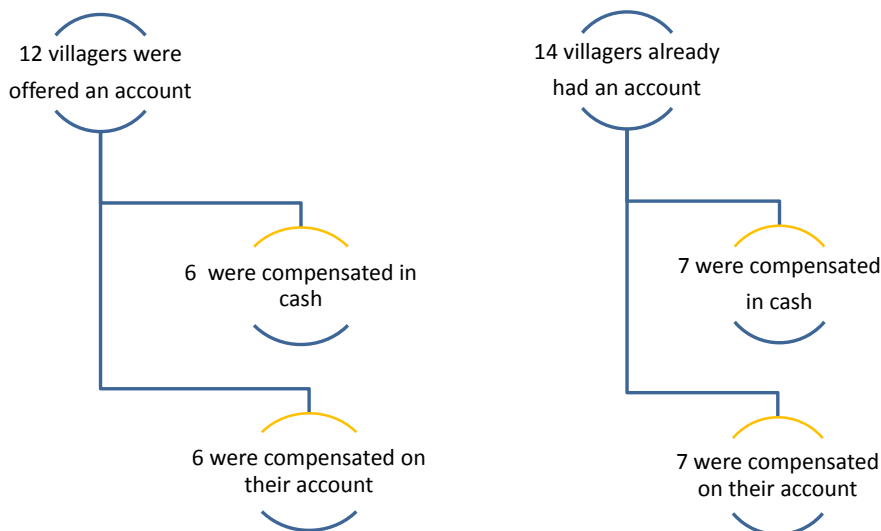 12 villagers were
offered an account
14 villagers already
had an account
6 were compensated in
cash
7 were compensated
in cash
6 were compensated on
their account
7 were compensated
on their account